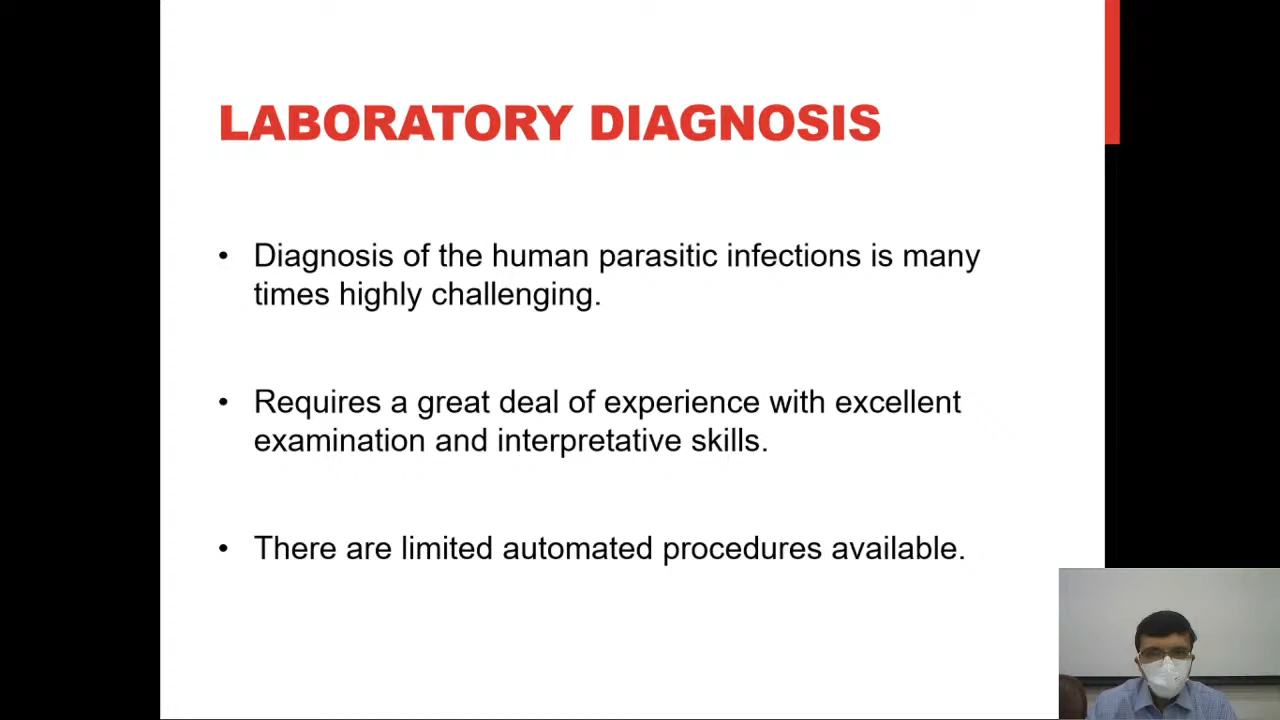 LABORATORY DIAGNOSIS
• Diagnosis of the human parasitic infections is many
times highly challenging.
• Requires a great deal of experience with excellent
examination and interpretative skills.
• There are limited automated procedures available.